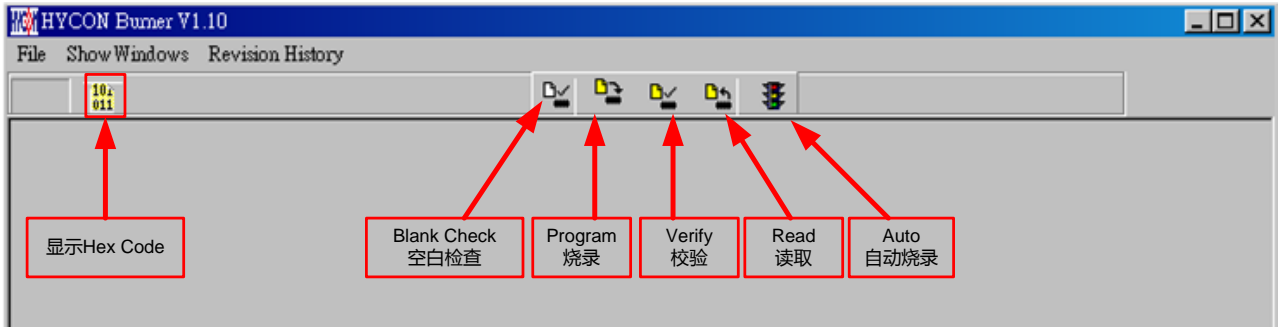 HYCON Burner V1.10
File Show Windows Revision History
101
011
显示Hex Code
Blank Check
空白检查
Program
烧录
Verify
校验
Read
读取
Auto
自动烧录